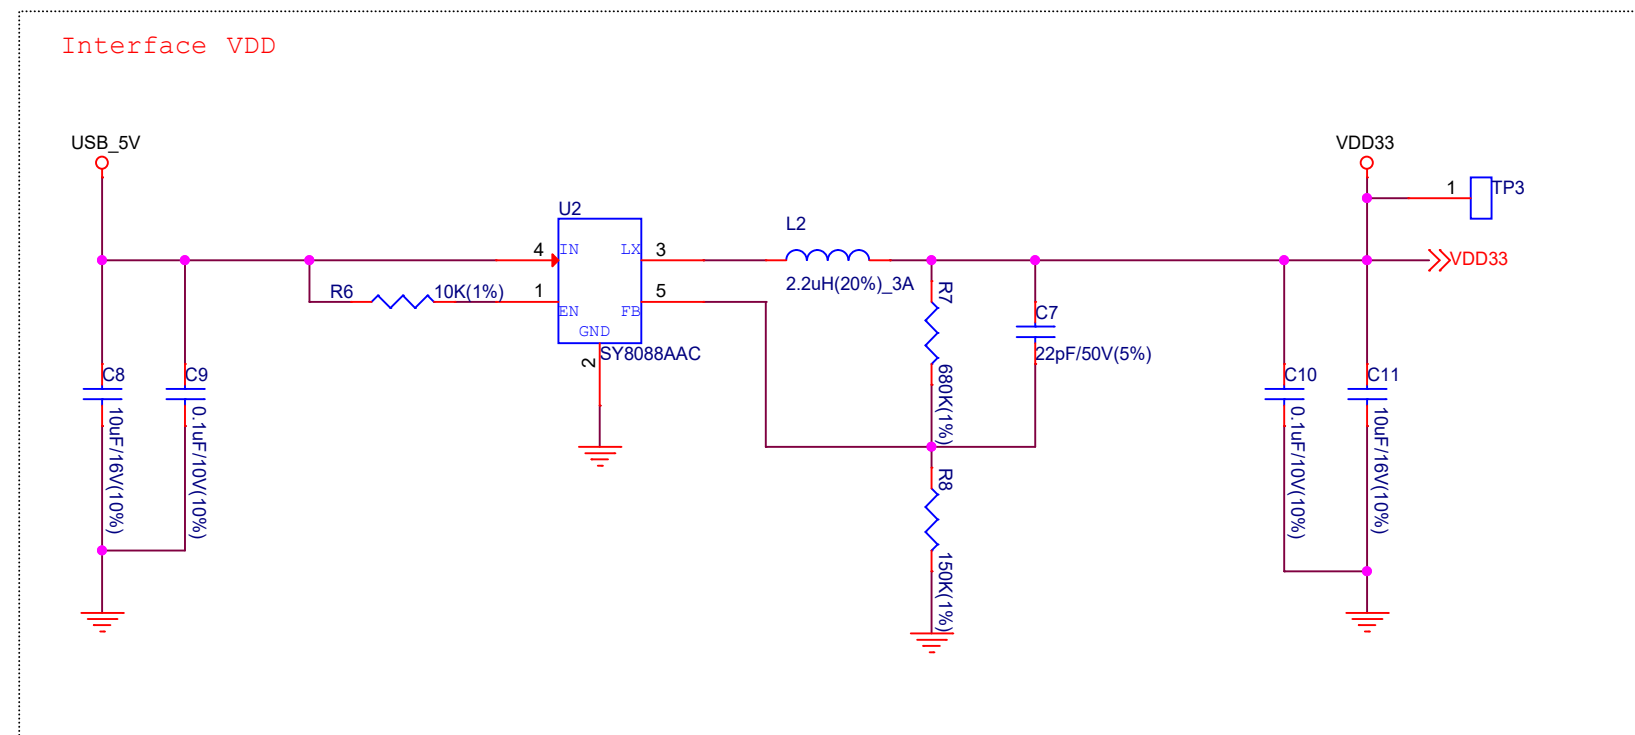 Interface VDD
USB_5V
VDD33
1
TP3
U2
L2
4
IN
LX
3
VDD33
2.2uH(20%)_3A
R6
10K(1%)
1
EN
FB
5
R7
C7
GND
SY8088AAC
2
22pF/50V(5%)
C8
C9
680K(1%)
C10
C11
10uF/16V(10%)
0.1uF/10V(10%)
0.1uF/10V(10%)
10uF/16V(10%)
R8
150K(1%)